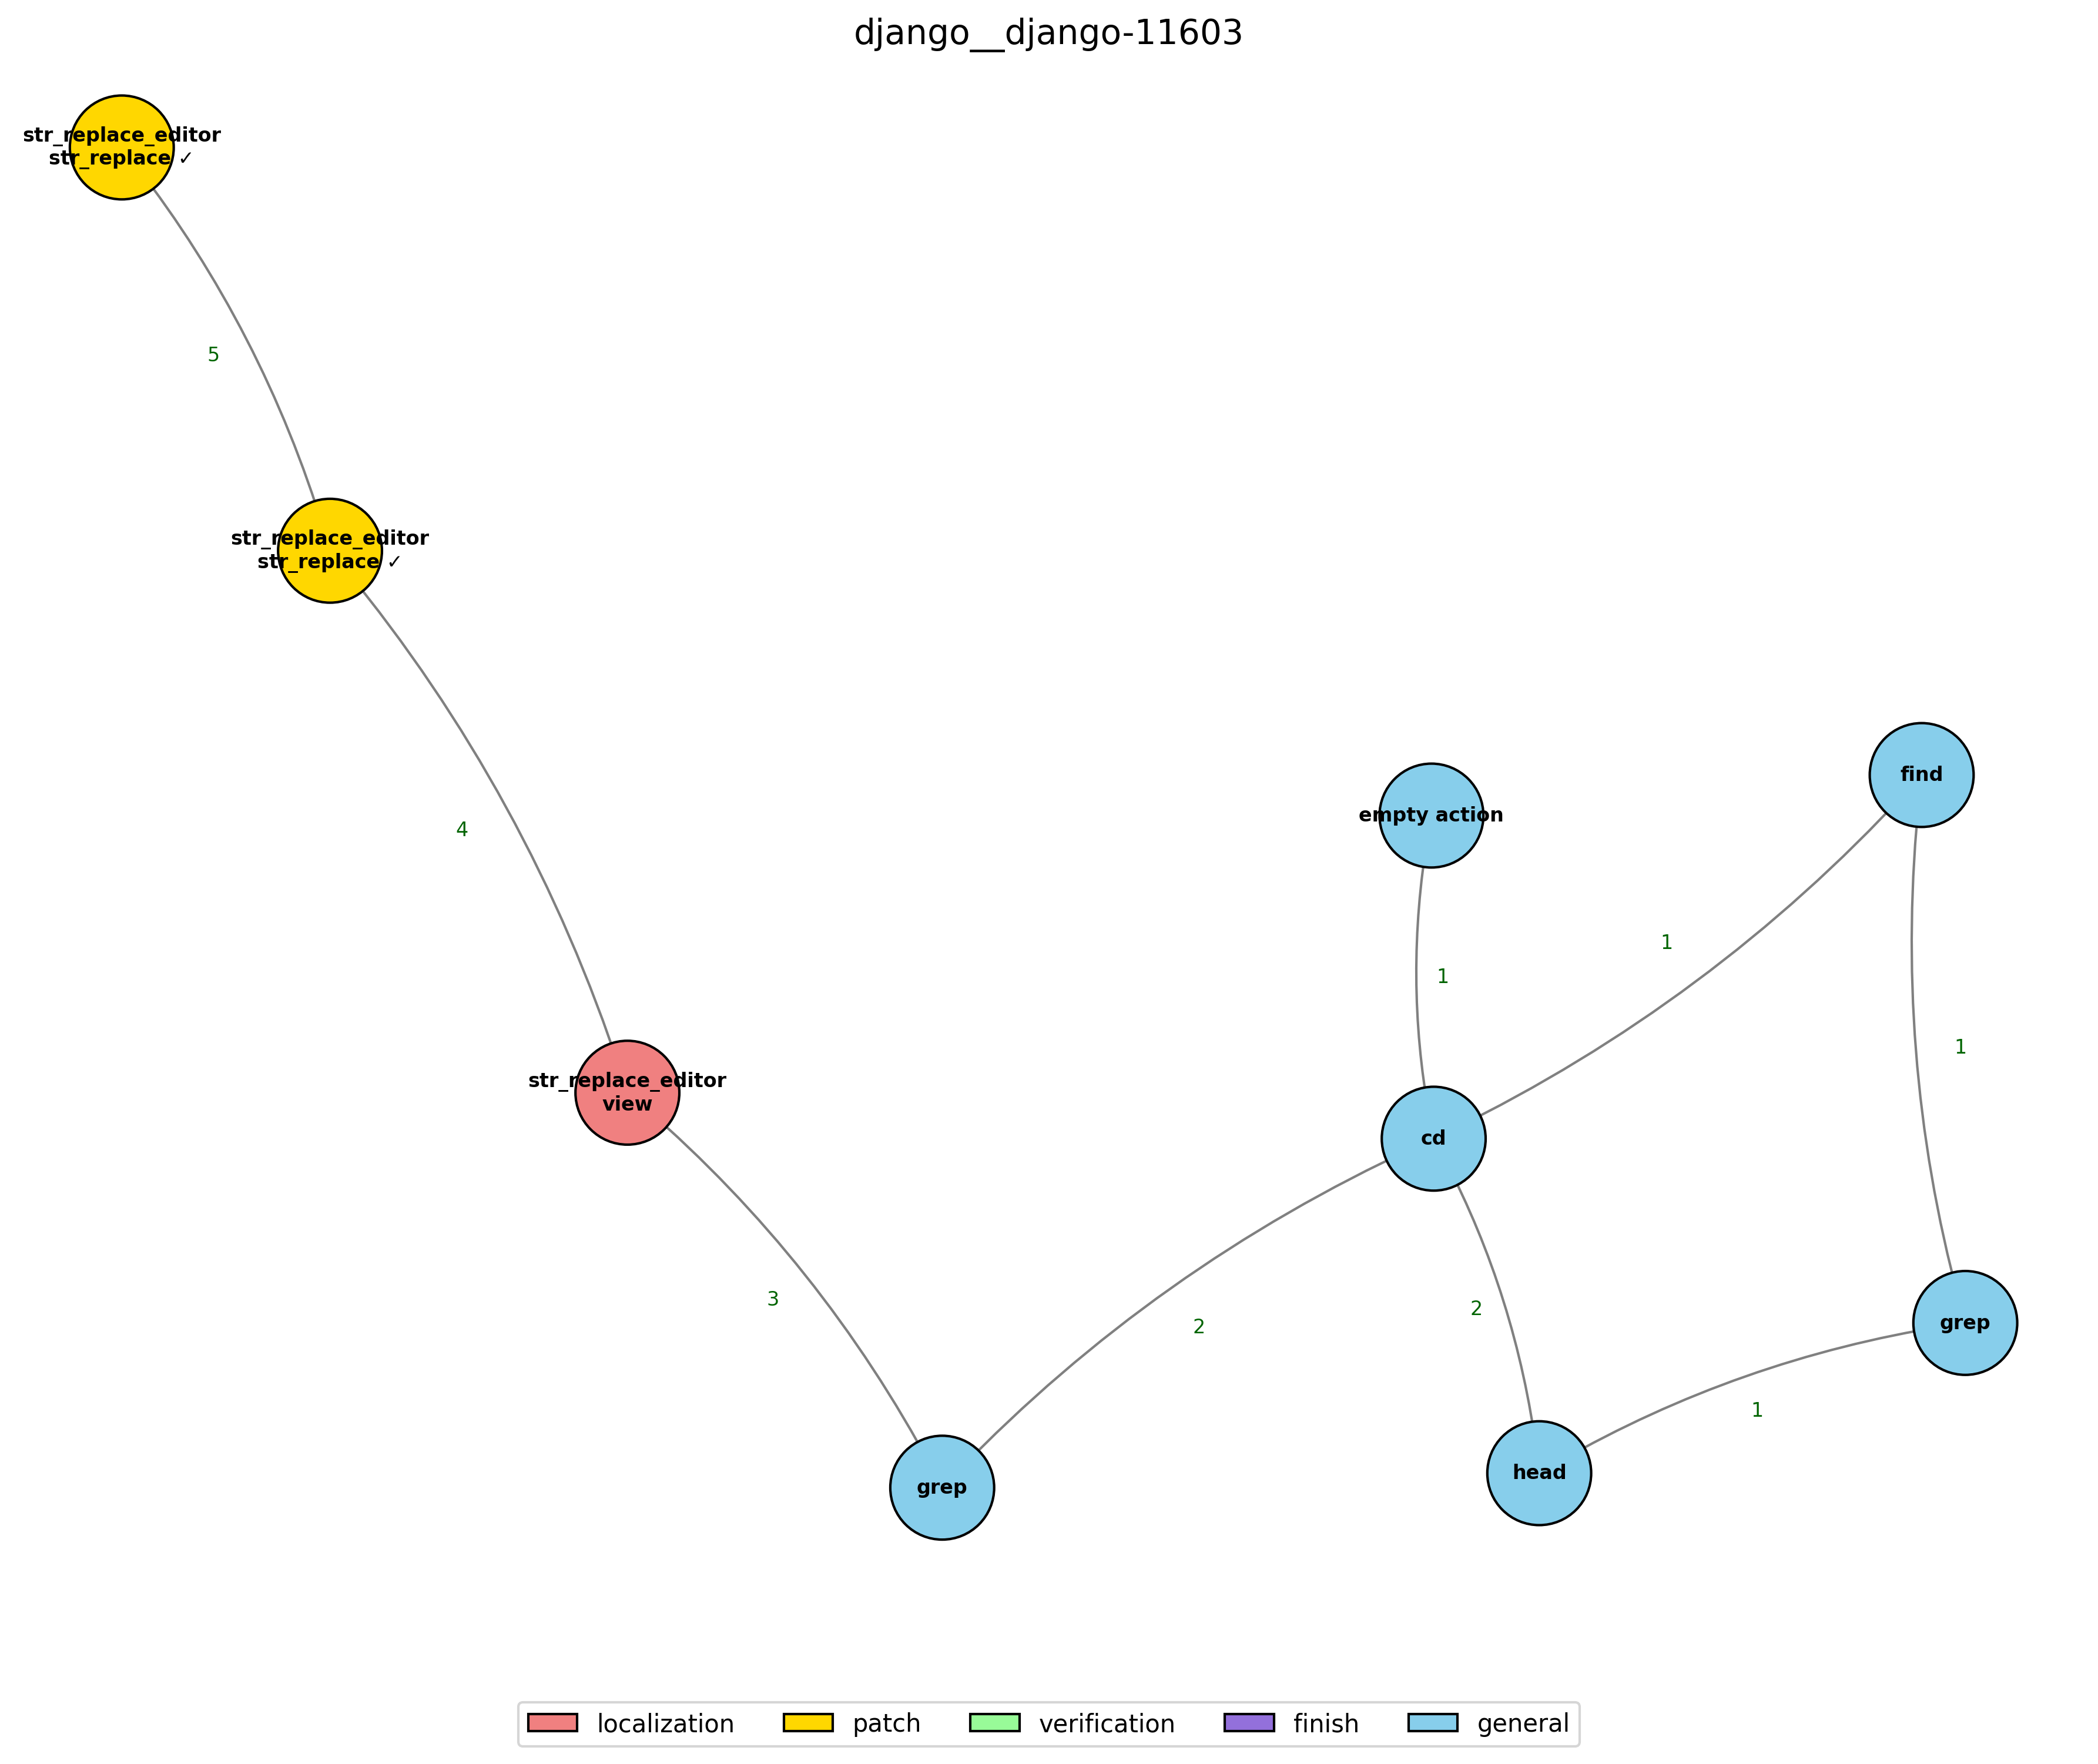 django__django-11603
str_replace_editor
str_replace ✓
5
str_replace_editor
str_replace ✓
4
find
empty action
1
1
1
str_replace_editor
view
cd
3
2
2
grep
1
head
grep
localization
patch
verification
finish
general